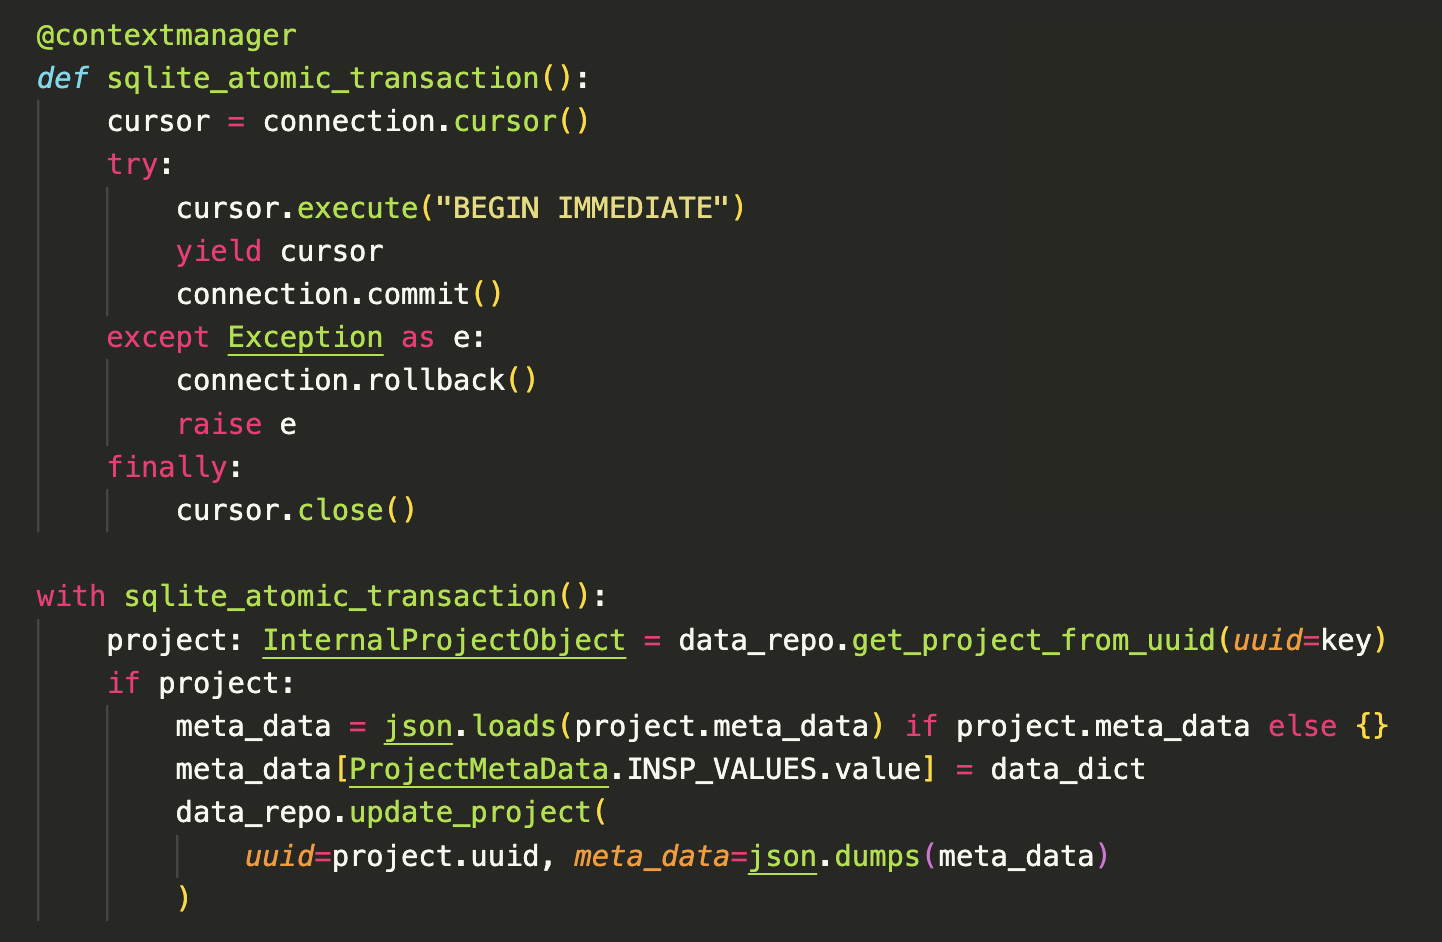 @contextmanager
def sqlite_atomic_transaction():
    cursor = connection.cursor()
    try:
        cursor.execute("BEGIN IMMEDIATE")
        yield cursor
        connection.commit()
    except Exception as e:
        connection.rollback()
        raise e
    finally:
        cursor.close()

with sqlite_atomic_transaction():
    project: InternalProjectObject = data_repo.get_project_from_uuid(uuid=key)
    if project:
        meta_data = json.loads(project.meta_data) if project.meta_data else {}
        meta_data[ProjectMetaData.INSP_VALUES.value] = data_dict
        data_repo.update_project(
            uuid=project.uuid, meta_data=json.dumps(meta_data)
        )